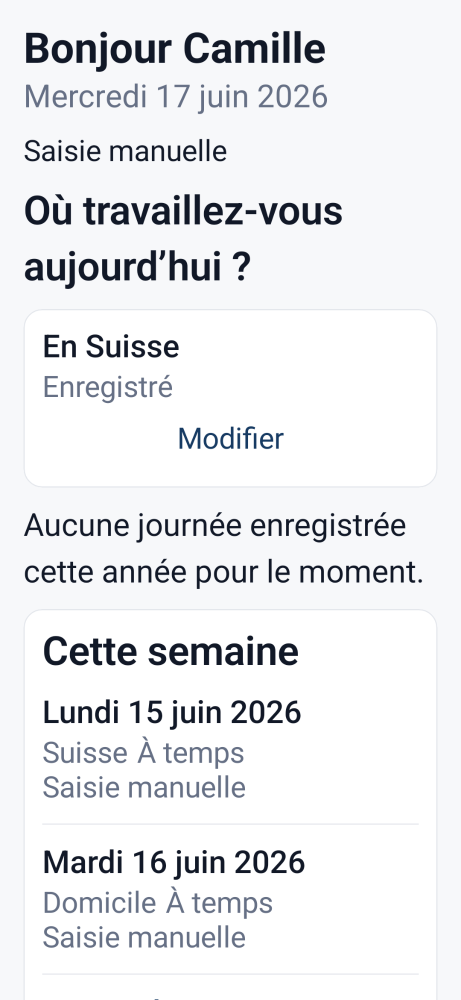 Bonjour Camille
Mercredi 17 juin 2026
Saisie manuelle
Où travaillez-vous
aujourd’hui ?
En Suisse
Enregistré
Modifier
Aucune journée enregistrée
cette année pour le moment.
Cette semaine
Lundi 15 juin 2026
Suisse À temps
Saisie manuelle
Mardi 16 juin 2026
Domicile À temps
Saisie manuelle